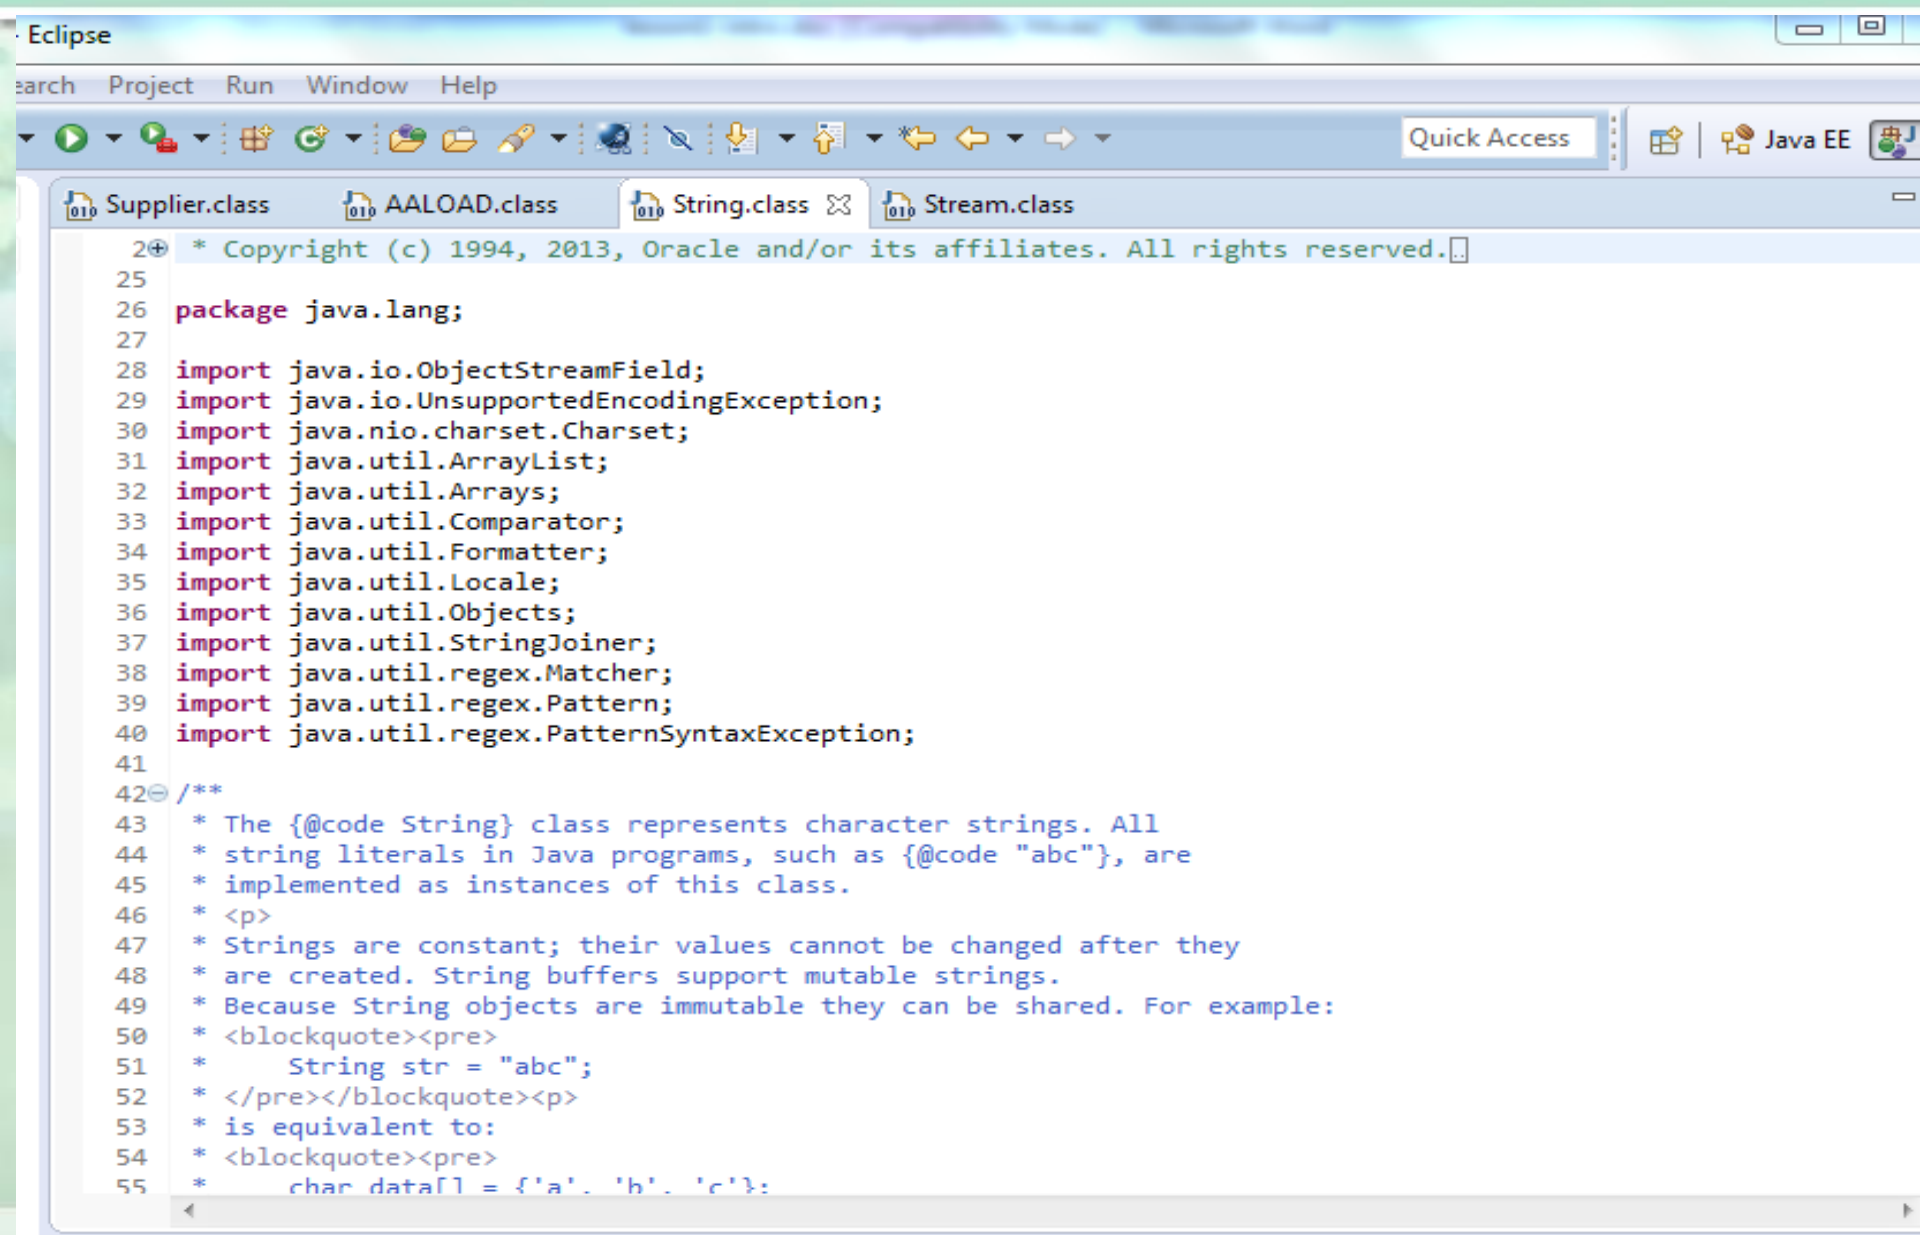 Eclipse
earch Project Run Window Help
Quick Access Java EE J
Supplier.class AALOAD.class String.class Stream.class
2 * Copyright (c) 1994, 2013, Oracle and/or its affiliates. All rights reserved...
25
26 package java.lang;
27
28 import java.io.ObjectStreamField;
29 import java.io.UnsupportedEncodingException;
30 import java.nio.charset.Charset;
31 import java.util.ArrayList;
32 import java.util.Arrays;
33 import java.util.Comparator;
34 import java.util.Formatter;
35 import java.util.Locale;
36 import java.util.Objects;
37 import java.util.StringJoiner;
38 import java.util.regex.Matcher;
39 import java.util.regex.Pattern;
40 import java.util.regex.PatternSyntaxException;
41
42 /**
43 * The {@code String} class represents character strings. All
44 * string literals in Java programs, such as {@code "abc"}, are
45 * implemented as instances of this class.
46 * <p>
47 * Strings are constant; their values cannot be changed after they
48 * are created. String buffers support mutable strings.
49 * Because String objects are immutable they can be shared. For example:
50 * <blockquote><pre>
51 *     String str = "abc";
52 * </pre></blockquote><p>
53 * is equivalent to:
54 * <blockquote><pre>
55 *     char data[] = {'a', 'b', 'c'};